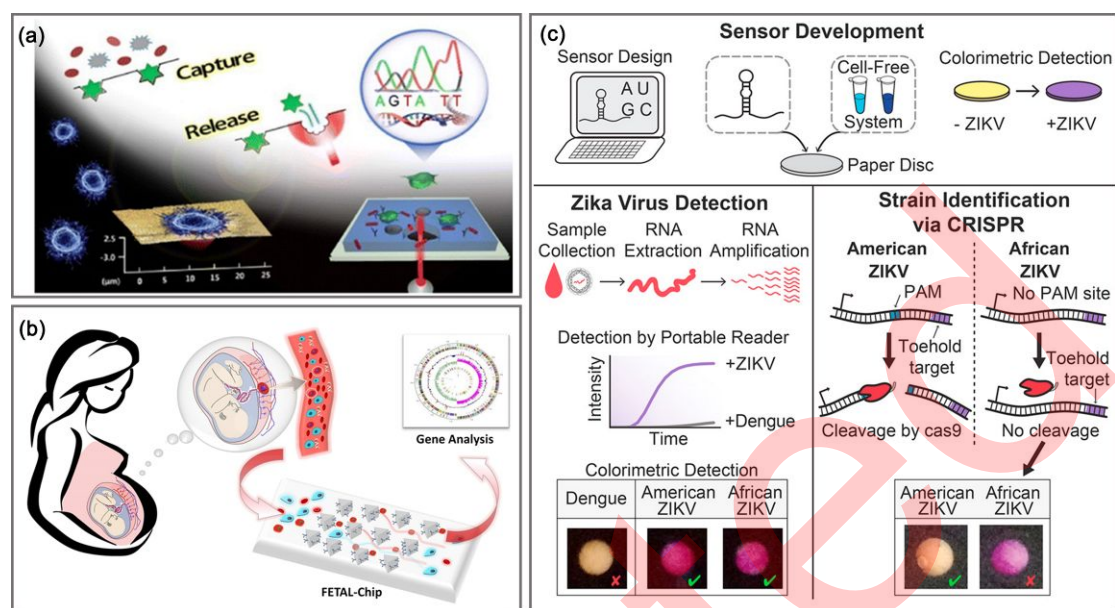 (a)
Capture
Release
AGTA TT
2.5
-3.0
0 5 10 15 20 25
(μm)
(b)
Gene Analysis
FETAL-Chip
(c)
Sensor Development
Sensor Design
A U
G C
Cell-Free
System
Paper Disc
Colorimetric Detection
- ZIKV
+ZIKV
Zika Virus Detection
Sample
Collection
RNA
Extraction
RNA
Amplification
Detection by Portable Reader
Intensity
+ZIKV
+Dengue
Time
Colorimetric Detection
Dengue
American
ZIKV
African
ZIKV
Strain Identification
via CRISPR
American
ZIKV
African
ZIKV
PAM
No PAM site
Toehold
target
Toehold
target
Cleavage by cas9
No cleavage
American
ZIKV
African
ZIKV